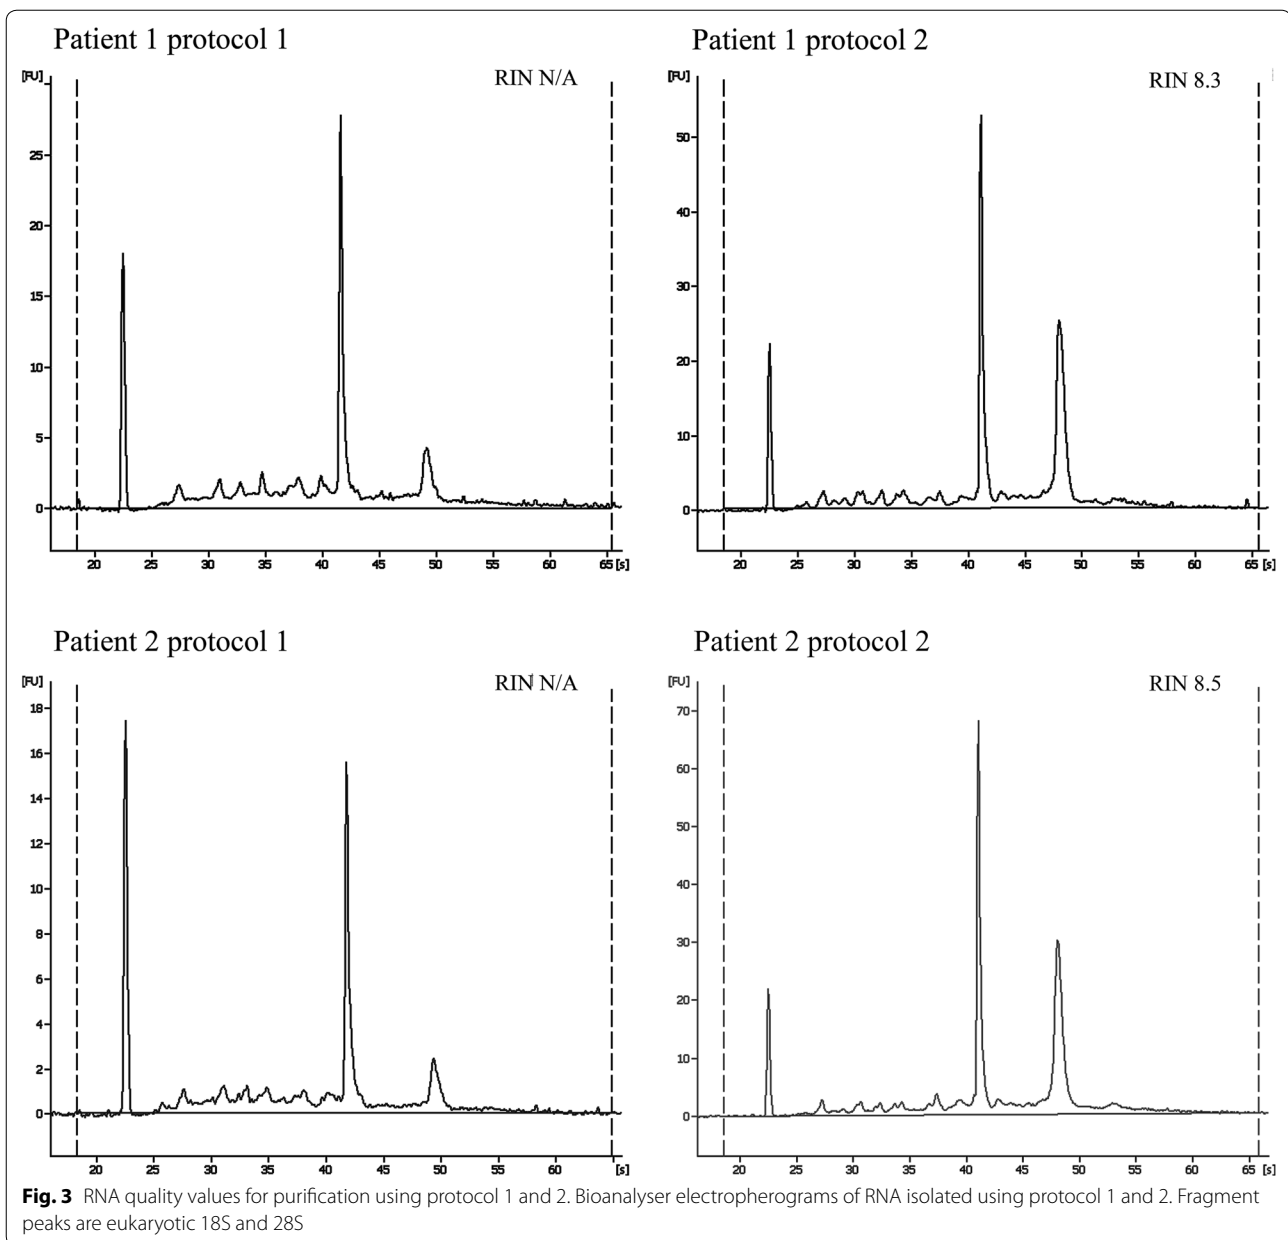 Patient 1 protocol 1
[FU]
RIN N/A
25
20
15
10
5
0
20 25 30 35 40 45 50 55 60 65 [s]
Patient 1 protocol 2
[FU]
RIN 8.3
50
40
30
20
10
0
20 25 30 35 40 45 50 55 60 65 [s]
Patient 2 protocol 1
[FU]
RIN N/A
18
16
14
12
10
8
6
4
2
0
20 25 30 35 40 45 50 55 60 [s]
Patient 2 protocol 2
[FU]
RIN 8.5
70
60
50
40
30
20
10
0
20 25 30 35 40 45 50 55 60 65 [s]
Fig. 3 RNA quality values for purification using protocol 1 and 2. Bioanalyser electropherograms of RNA isolated using protocol 1 and 2. Fragment
peaks are eukaryotic 18S and 28S